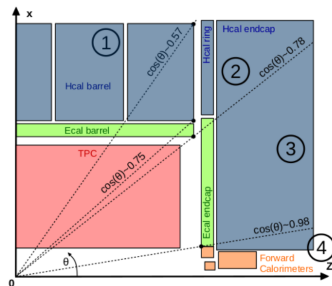 x
1
Hcal ring
Hcal endcap
cos(θ)~0.57
2
cos(θ)~0.78
Hcal barrel
Ecal barrel
TPC
cos(θ)~0.75
Ecal endcap
3
cos(θ)~0.98
4
θ
Forward
Calorimeters
0
Z